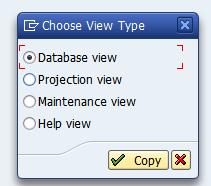 Choose View Type
Database view
Projection view
Maintenance view
Help view
Copy